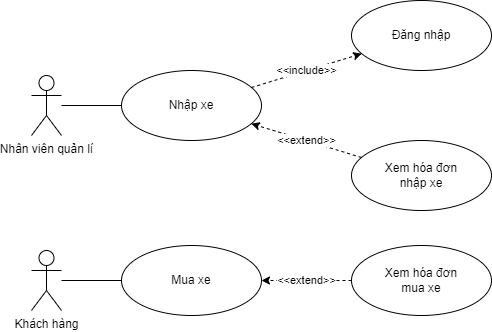 Đăng nhập
<<include>>
Nhập xe
Nhân viên quản lí
<<extend>>
Xem hóa đơn
nhập xe
Mua xe
<<extend>>
Xem hóa đơn
mua xe
Khách hàng